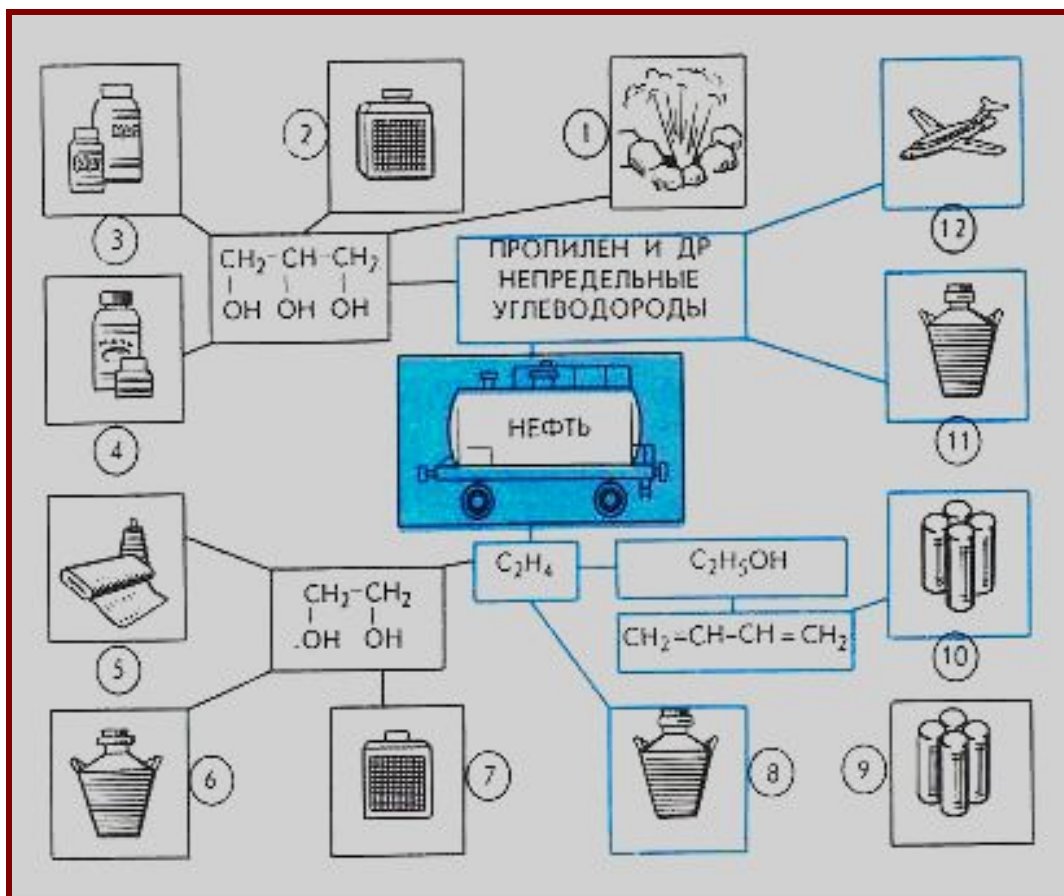 1
2
3
4
CH₂-CH-CH₂
OH OH OH
ПРОПИЛЕН И ДР
НЕПРЕДЕЛЬНЫЕ
УГЛЕВОДОРОДЫ
12
11
НЕФТЬ
C₂H₄
C₂H₅OH
CH₂=CH-CH=CH₂
10
5
CH₂-CH₂
OH OH
6
7
8
9